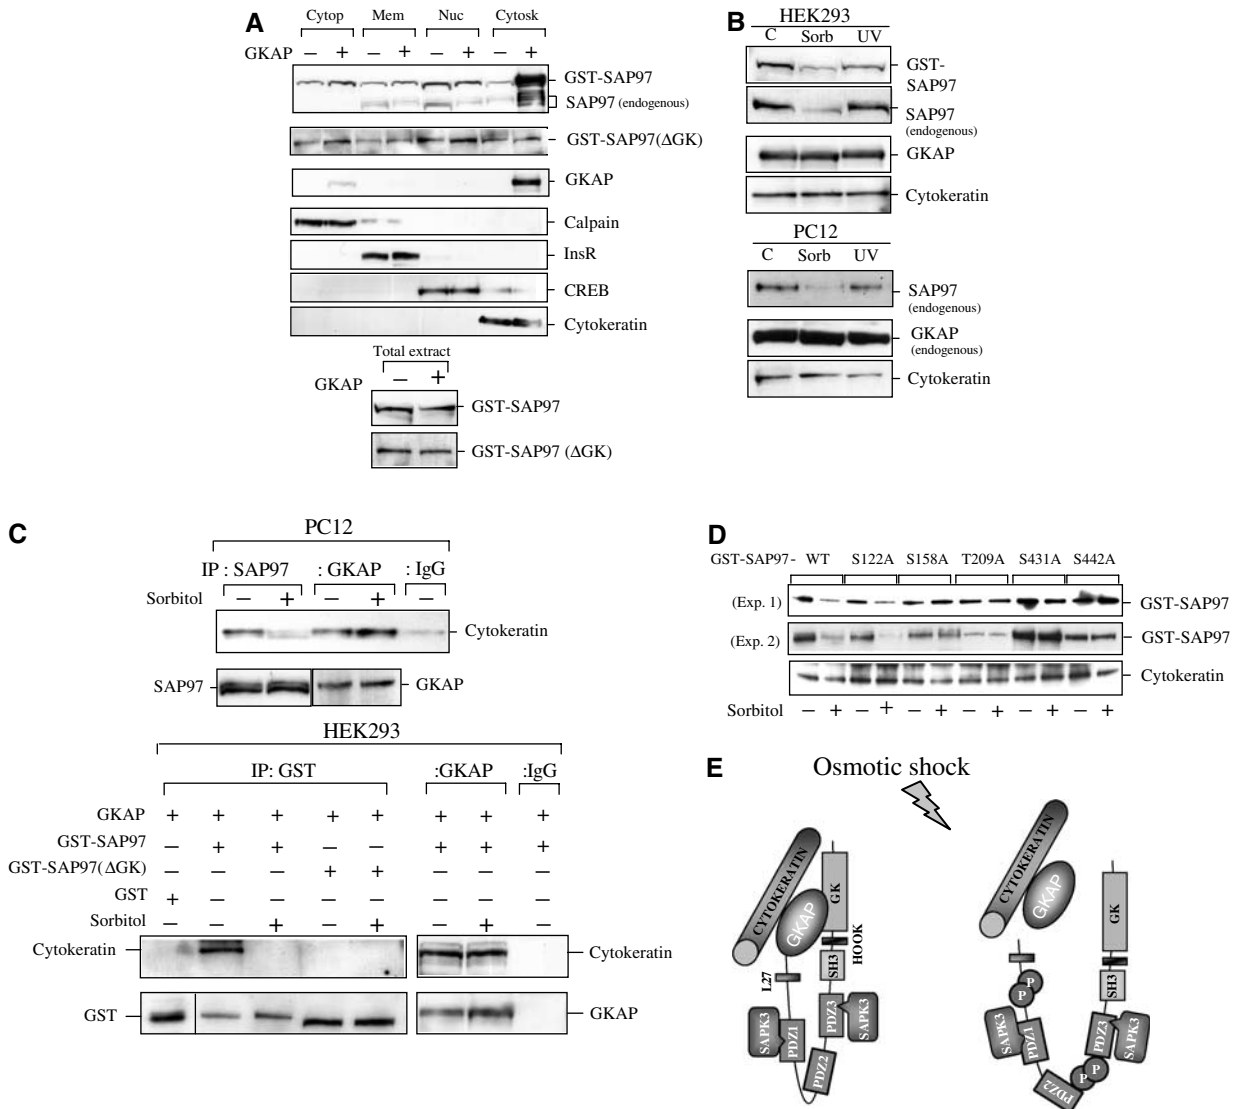 A
Cytop Mem Nuc Cytosk
GKAP – + – + – + – +
GST-SAP97
SAP97 (endogenous)
GST-SAP97(ΔGK)
GKAP
Calpain
InsR
CREB
Cytokeratin
Total extract
GKAP – +
GST-SAP97
GST-SAP97 (ΔGK)
B
HEK293
C Sorb UV
GST-
SAP97
SAP97
(endogenous)
GKAP
Cytokeratin
PC12
C Sorb UV
SAP97
(endogenous)
GKAP
(endogenous)
Cytokeratin
C
PC12
IP : SAP97 : GKAP : IgG
Sorbitol – + – + –
Cytokeratin
SAP97 GKAP
HEK293
IP: GST :GKAP :IgG
GKAP + + + + + + + +
GST-SAP97 – + + – – + + +
GST-SAP97(ΔGK) – – – + + – – –
GST + – – – – – – –
Sorbitol – – + – + – + –
Cytokeratin Cytokeratin
GST GKAP
D
GST-SAP97- WT S122A S158A T209A S431A S442A
(Exp. 1) GST-SAP97
(Exp. 2) GST-SAP97
Cytokeratin
Sorbitol – + – + – + – + – + – +
E
Osmotic shock
CYTOKERATIN
GKAP
GK
HOOK
SH3
L27
SAPK3
PDZ1
PDZ2
PDZ3
SAPK3
CYTOKERATIN
GKAP
GK
SH3
P
P
SAPK3
PDZ1
PDZ2
P
P
PDZ3
SAPK3